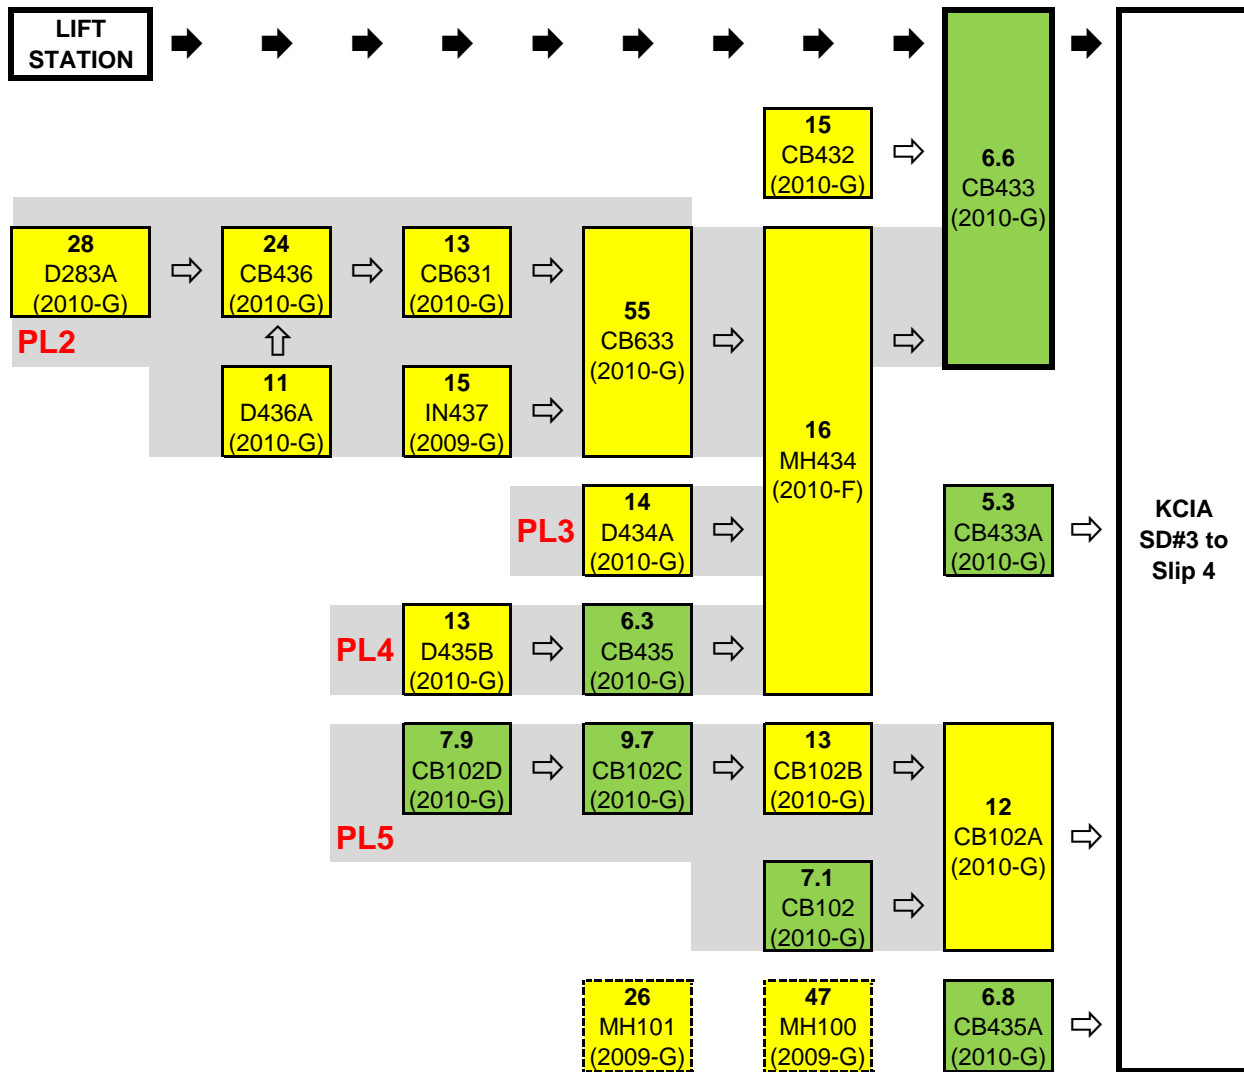 LIFT
STATION
15
CB432
(2010-G)
6.6
CB433
(2010-G)
28
D283A
(2010-G)
24
CB436
(2010-G)
13
CB631
(2010-G)
55
CB633
(2010-G)
PL2
11
D436A
(2010-G)
15
IN437
(2009-G)
16
MH434
(2010-F)
PL3
14
D434A
(2010-G)
5.3
CB433A
(2010-G)
KCIA
SD#3 to
Slip 4
PL4
13
D435B
(2010-G)
6.3
CB435
(2010-G)
7.9
CB102D
(2010-G)
9.7
CB102C
(2010-G)
13
CB102B
(2010-G)
12
CB102A
(2010-G)
PL5
7.1
CB102
(2010-G)
26
MH101
(2009-G)
47
MH100
(2009-G)
6.8
CB435A
(2010-G)